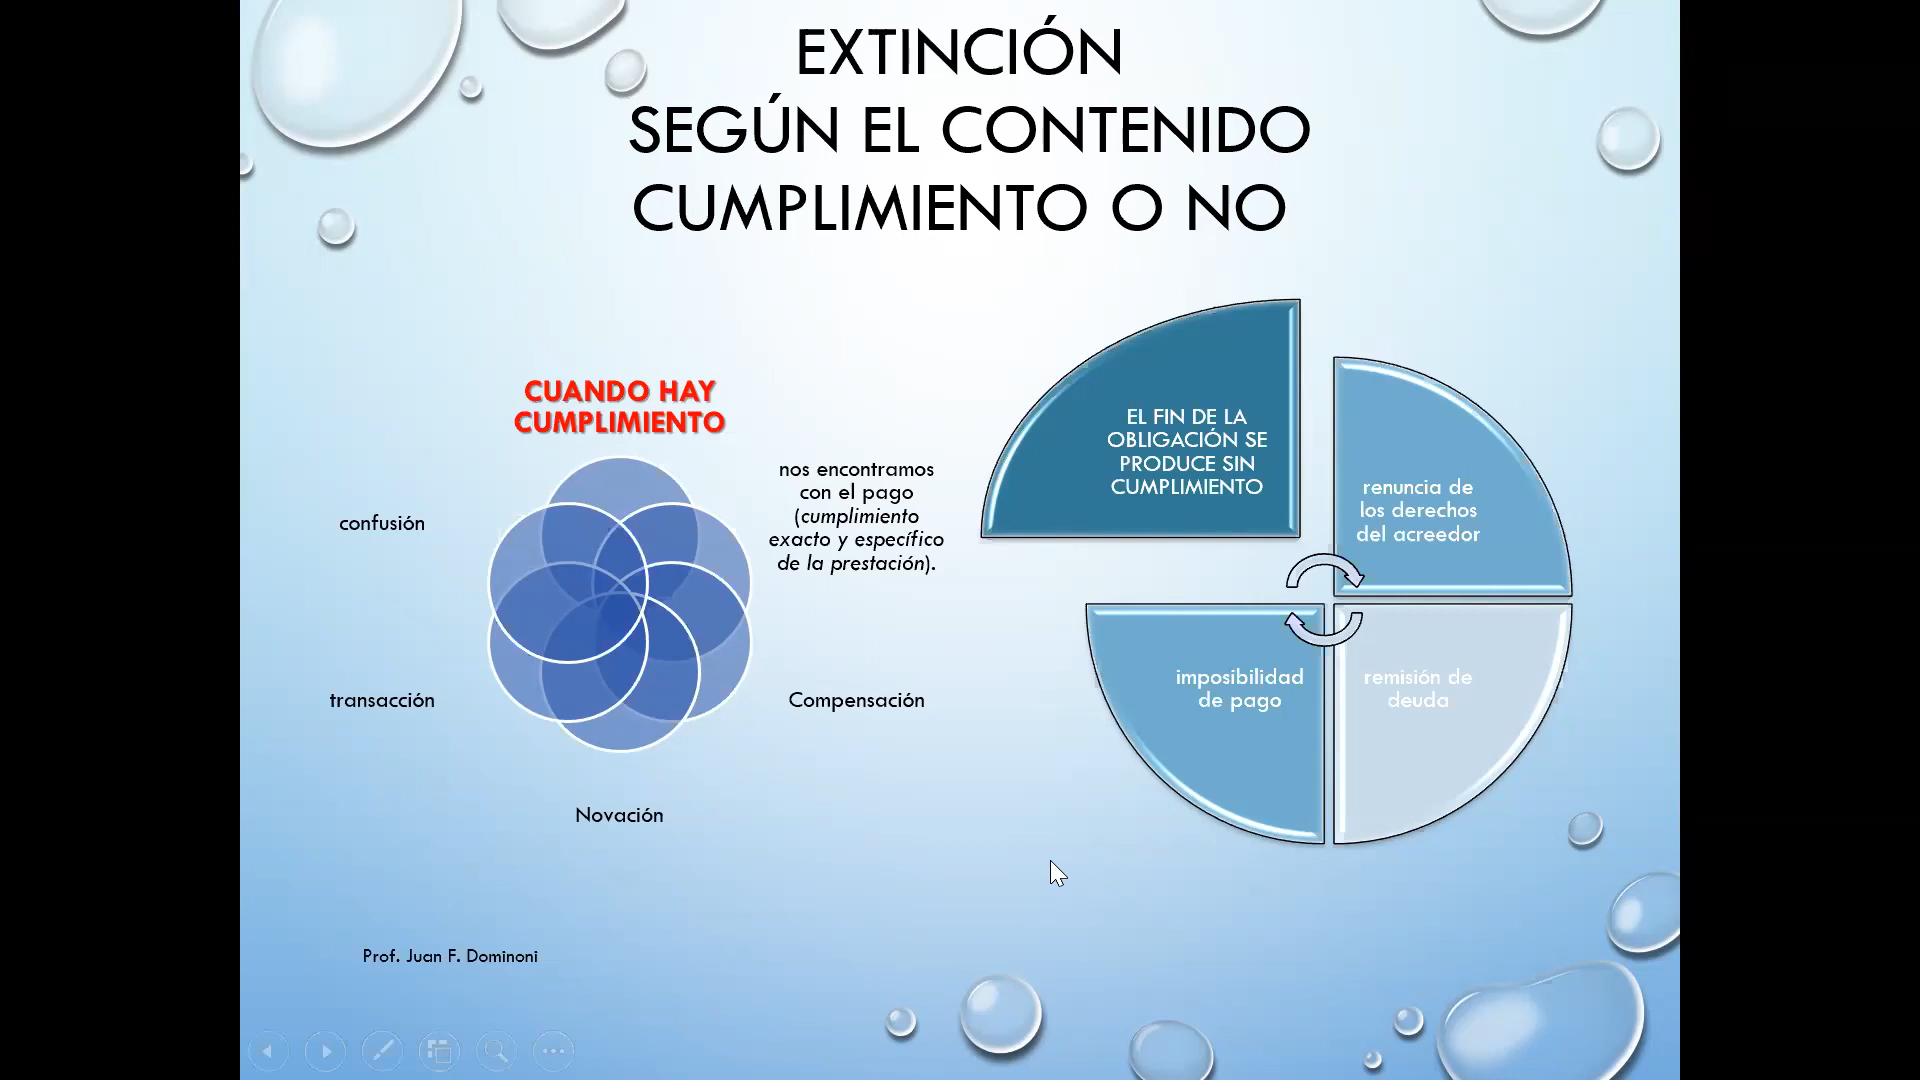 EXTINCIÓN
SEGÚN EL CONTENIDO
CUMPLIMIENTO O NO
CUANDO HAY
CUMPLIMIENTO
nos encontramos
con el pago
(cumplimiento
exacto y específico
de la prestación).
Compensación
Novación
transacción
confusión
EL FIN DE LA
OBLIGACIÓN SE
PRODUCE SIN
CUMPLIMIENTO
renuncia de
los derechos
del acreedor
remisión de
deuda
imposibilidad
de pago
Prof. Juan F. Dominoni